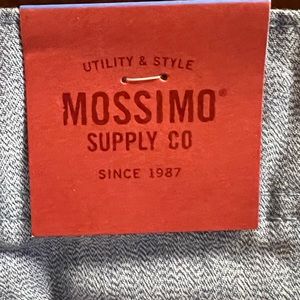 UTILITY & STYLE
MOSSIMO®
SUPPLY CO
SINCE 1987